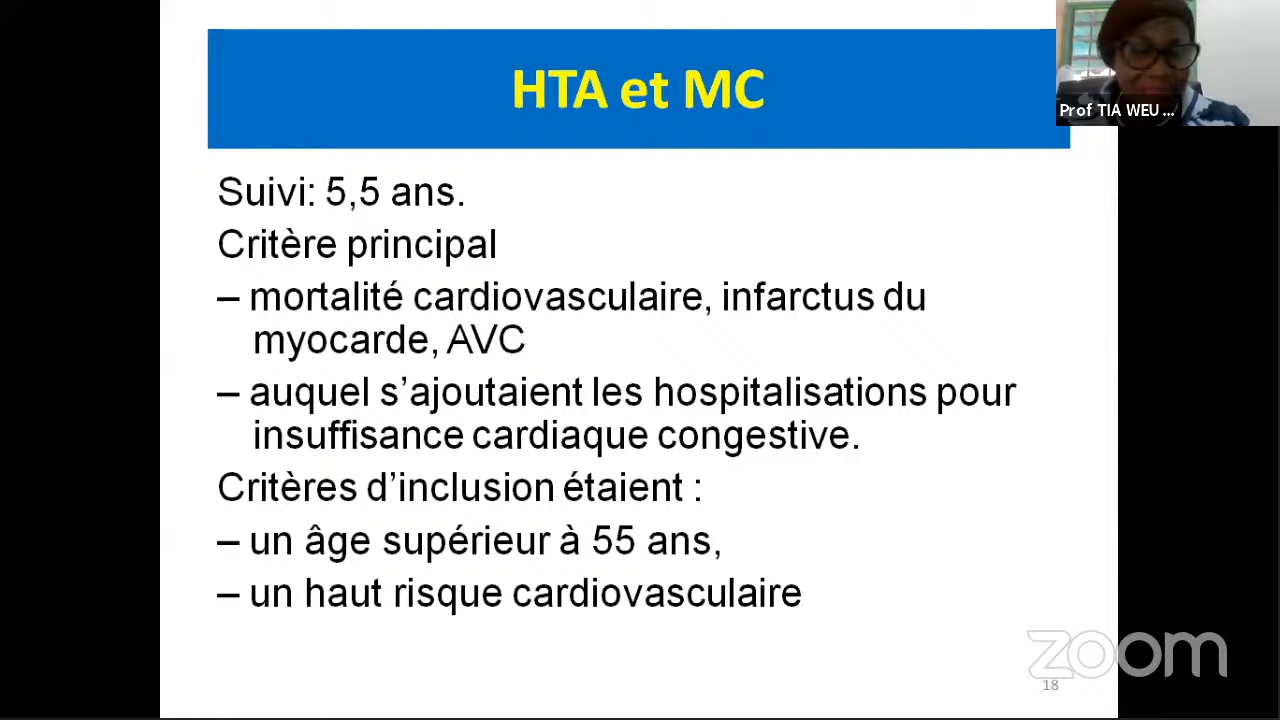 HTA et MC
Prof TIA WEU ...
Suivi: 5,5 ans.
Critère principal
– mortalité cardiovasculaire, infarctus du
myocarde, AVC
– auquel s’ajoutaient les hospitalisations pour
insuffisance cardiaque congestive.
Critères d’inclusion étaient :
– un âge supérieur à 55 ans,
– un haut risque cardiovasculaire
zoom
18